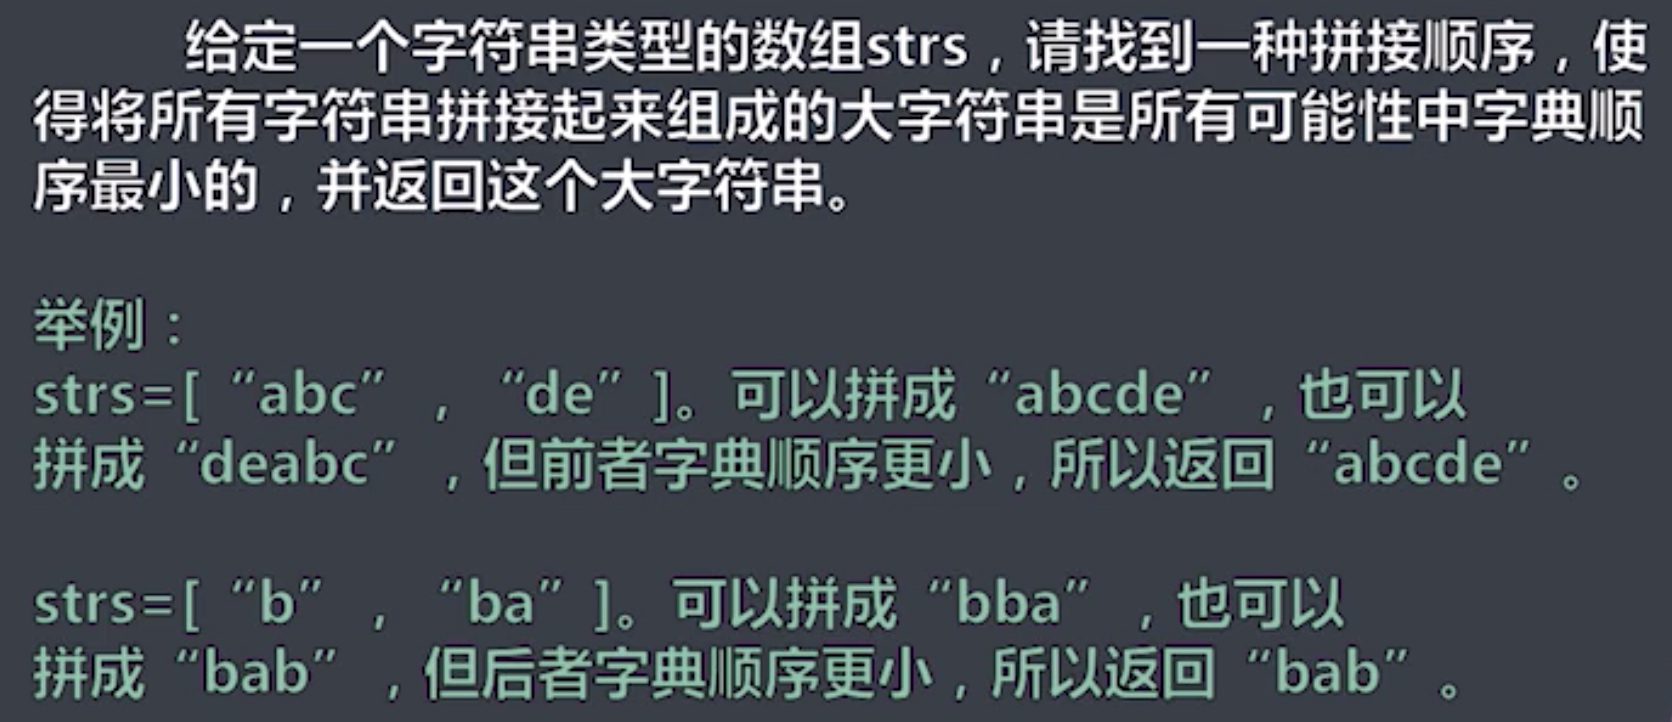 给定一个字符串类型的数组strs，请找到一种拼接顺序，使
得将所有字符串拼接起来组成的大字符串是所有可能性中字典顺
序最小的，并返回这个大字符串。
举例：
strs=[ “abc” ， “de” ]。可以拼成 “abcde” ，也可以
拼成 “deabc” ，但前者字典顺序更小，所以返回 “abcde” 。
strs=[ “b” ， “ba” ]。可以拼成 “bba” ，也可以
拼成 “bab” ，但后者字典顺序更小，所以返回 “bab” 。